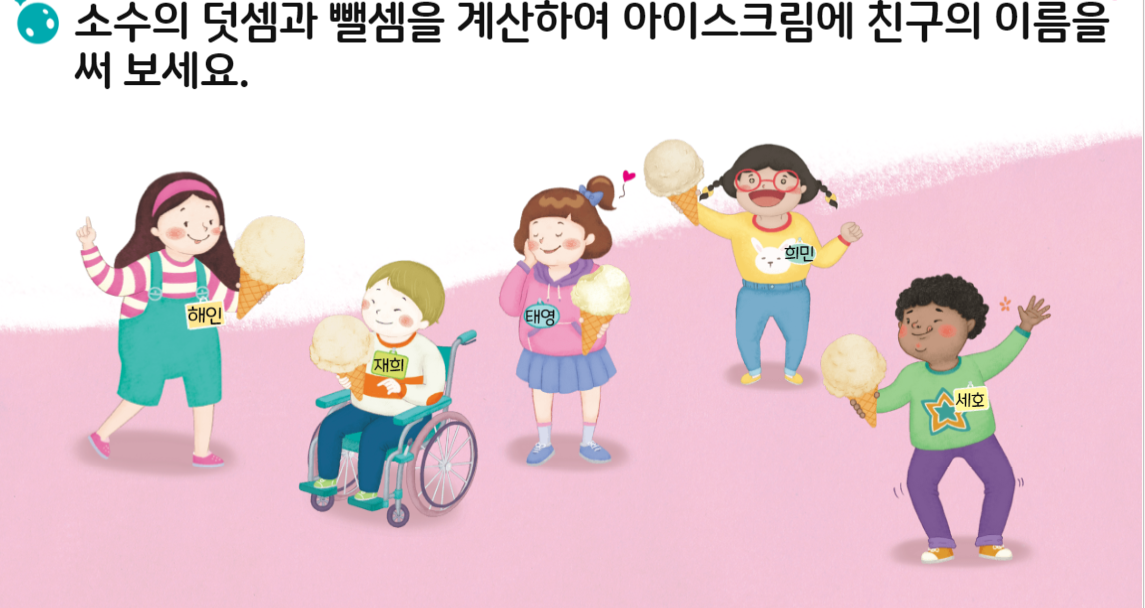 소수의 덧셈과 뺄셈을 계산하여 아이스크림에 친구의 이름을
써 보세요.
해인
재희
태영
희민
세호